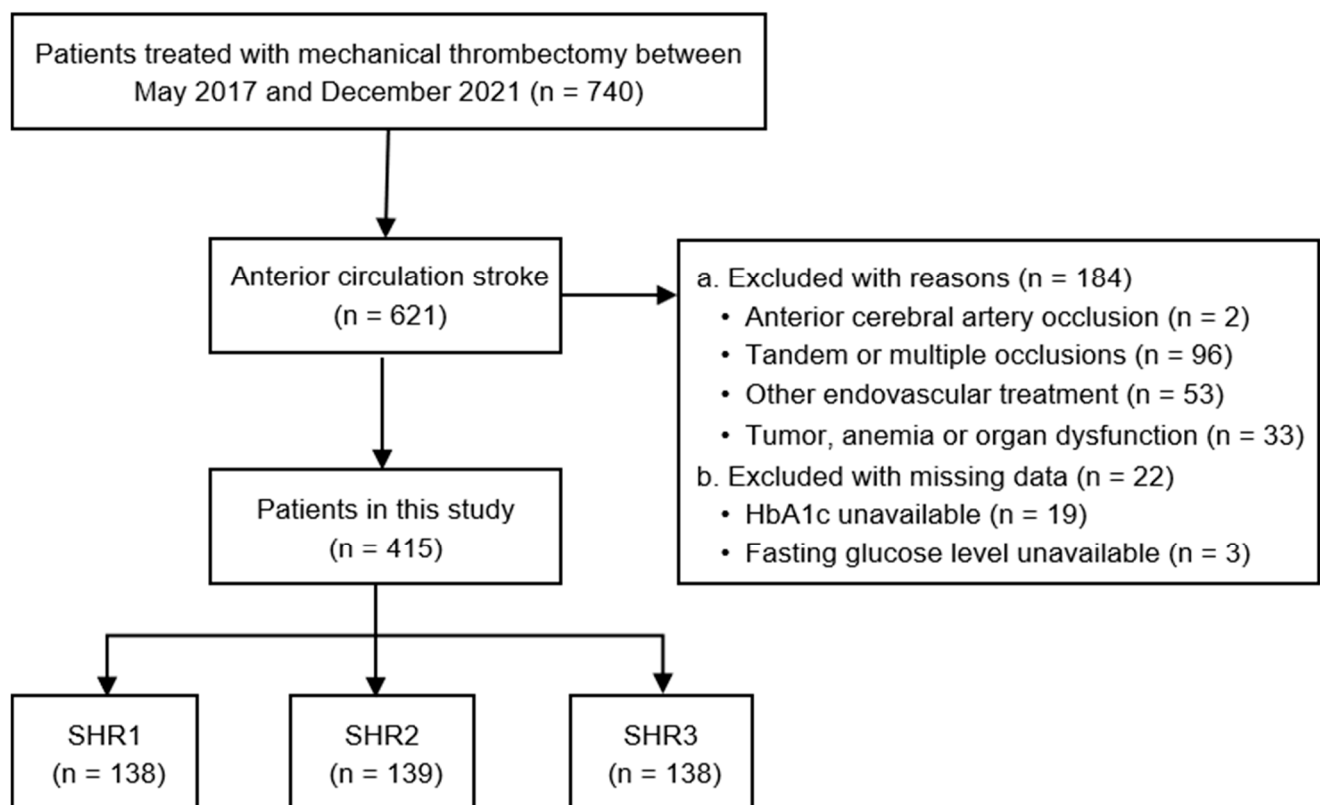 Patients treated with mechanical thrombectomy between
May 2017 and December 2021 (n = 740)
Anterior circulation stroke
(n = 621)
a. Excluded with reasons (n = 184)
• Anterior cerebral artery occlusion (n = 2)
• Tandem or multiple occlusions (n = 96)
• Other endovascular treatment (n = 53)
• Tumor, anemia or organ dysfunction (n = 33)
b. Excluded with missing data (n = 22)
• HbA1c unavailable (n = 19)
• Fasting glucose level unavailable (n = 3)
Patients in this study
(n = 415)
SHR1
(n = 138)
SHR2
(n = 139)
SHR3
(n = 138)